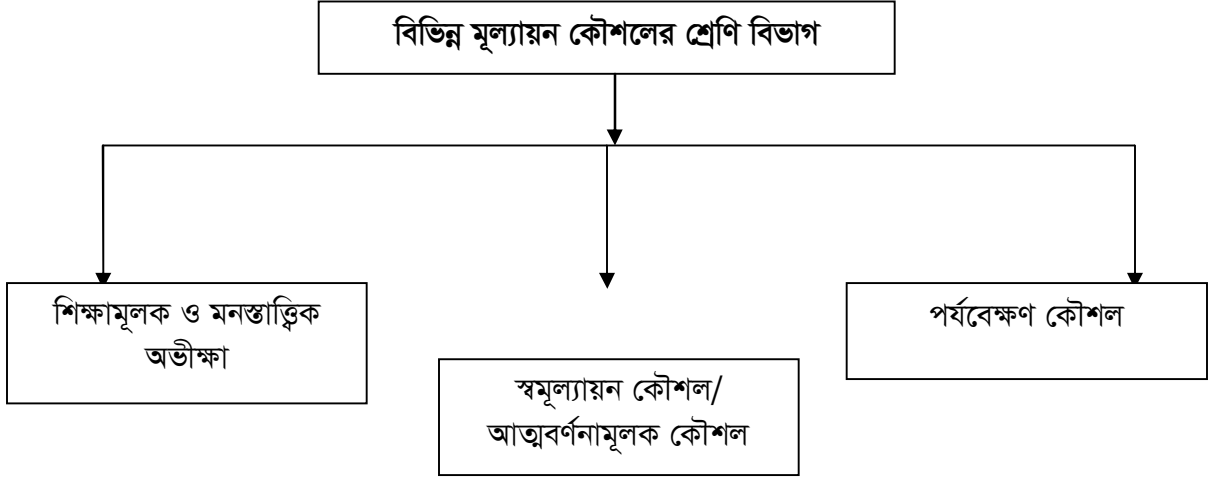 বিভিন্ন মূল্যায়ন কৌশলের শ্রেণি বিভাগ
শিক্ষামূলক ও মনস্তাত্ত্বিক
অভীক্ষা
স্বমূল্যায়ন কৌশল/
আত্মবর্ণনামূলক কৌশল
পর্যবেক্ষণ কৌশল